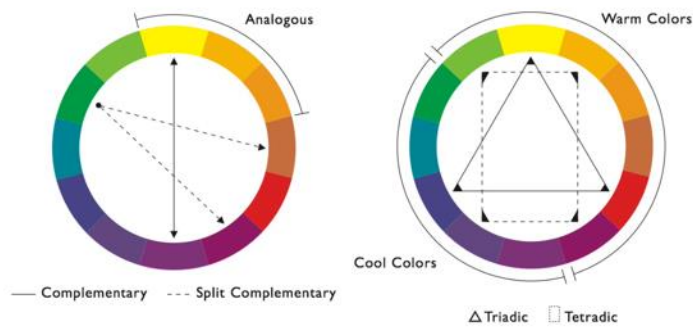 Analogous
Complementary
Split Complementary
Warm Colors
Cool Colors
Triadic
Tetradic